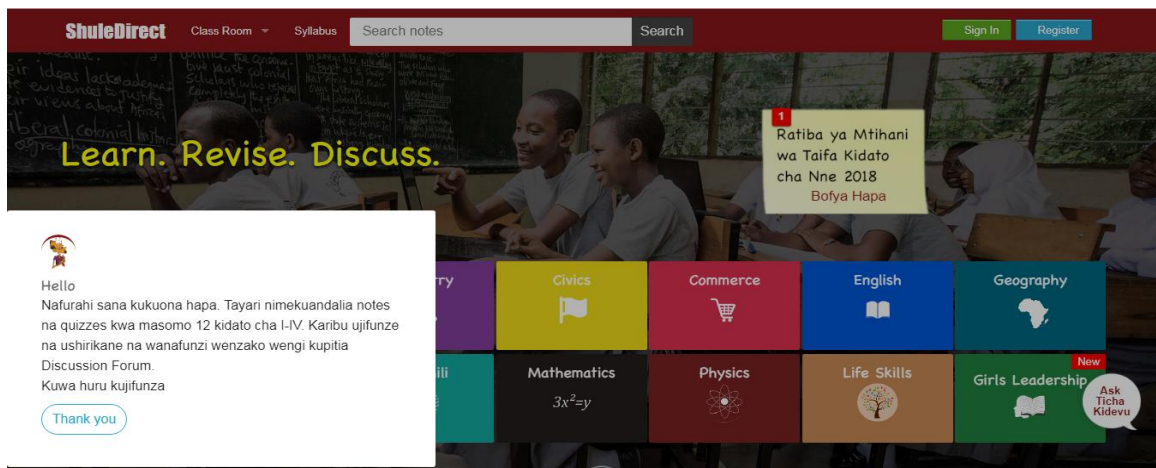 ShuleDirect
Class Room
Syllabus
Search notes
Search
Sign In
Register
Learn. Revise. Discuss.
1
Ratiba ya Mtihani
wa Taifa Kidato
cha Nne 2018
Bofya Hapa
Hello
Nafurahi sana kukuona hapa. Tayari nimekuandalia notes
na quizzes kwa masomo 12 kidato cha I-IV. Karibu ujifunze
na ushirikane na wanafunzi wenzako wengi kupitia
Discussion Forum.
Kuwa huru kujifunza
Thank you
Civics
Commerce
English
Geography
Mathematics
3x²=y
Physics
Life Skills
New
Girls Leadership
Ask
Ticha
Kidevu